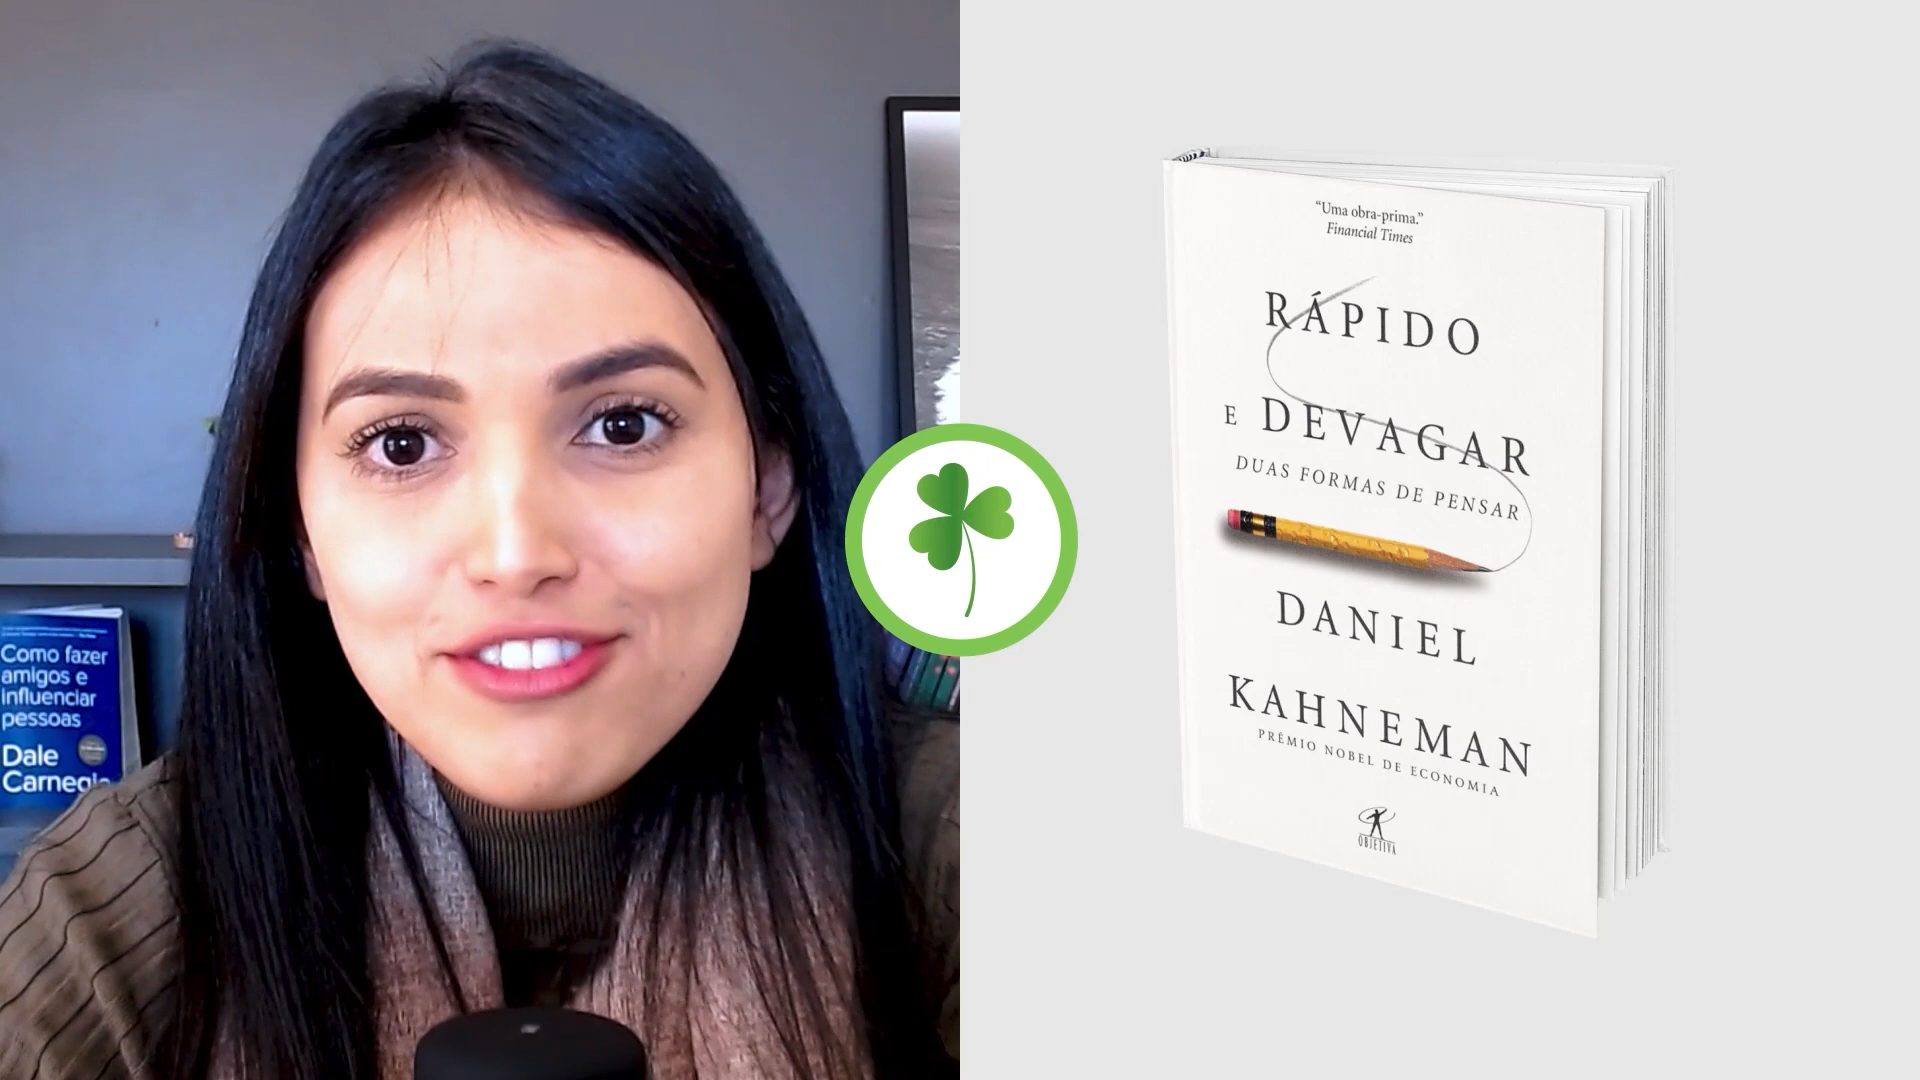 Como fazer
amigos e
influenciar
pessoas
Dale
Carnegie
“Uma obra-prima.”
Financial Times
RÁPIDO
E DEVAGAR
DUAS FORMAS DE PENSAR
DANIEL
KAHNEMAN
PRÊMIO NOBEL DE ECONOMIA
OBJETIVA